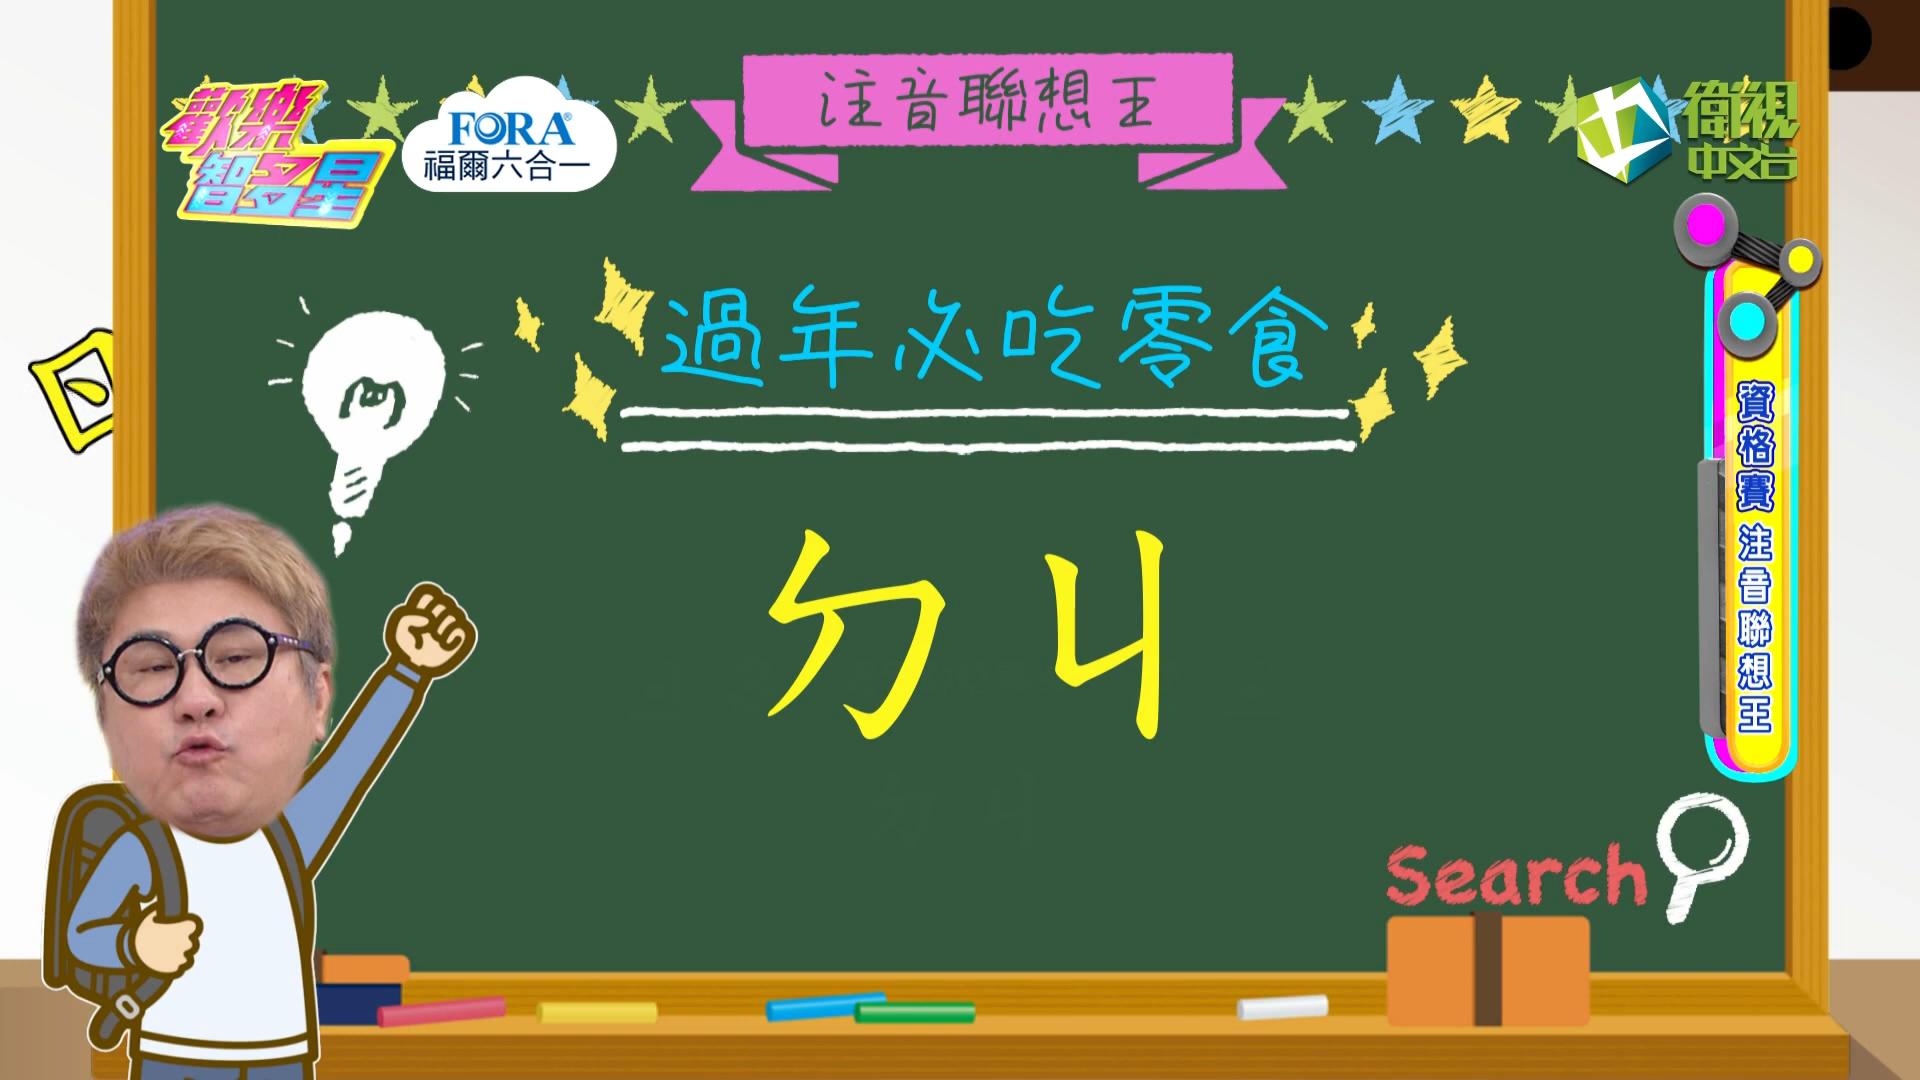 歡樂
智多星
FORA®
福爾六合一
注音聯想王
衛視
中文台
過年必吃零食
ㄉ ㄐ
資格賽 注音聯想王
Search